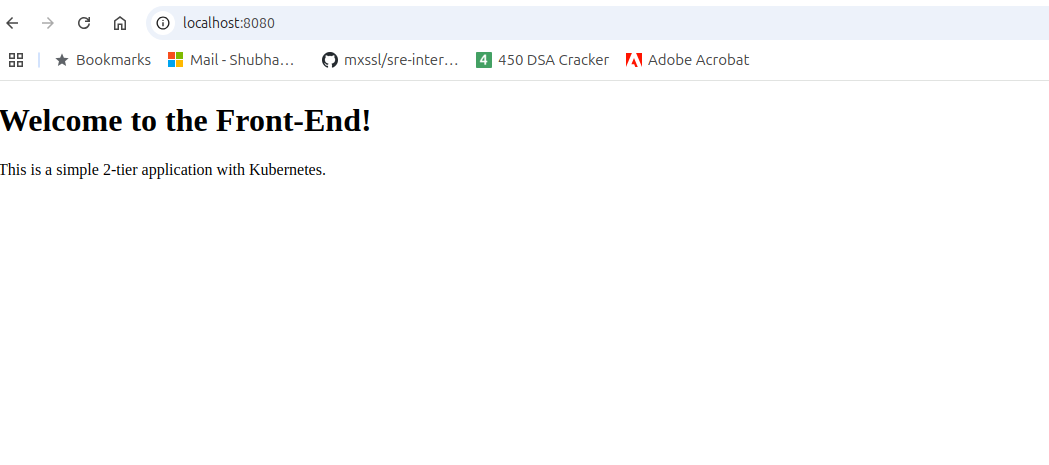 localhost:8080
Bookmarks Mail - Shubha… mxssl/sre-inter… 4 450 DSA Cracker Adobe Acrobat
Welcome to the Front-End!
This is a simple 2-tier application with Kubernetes.